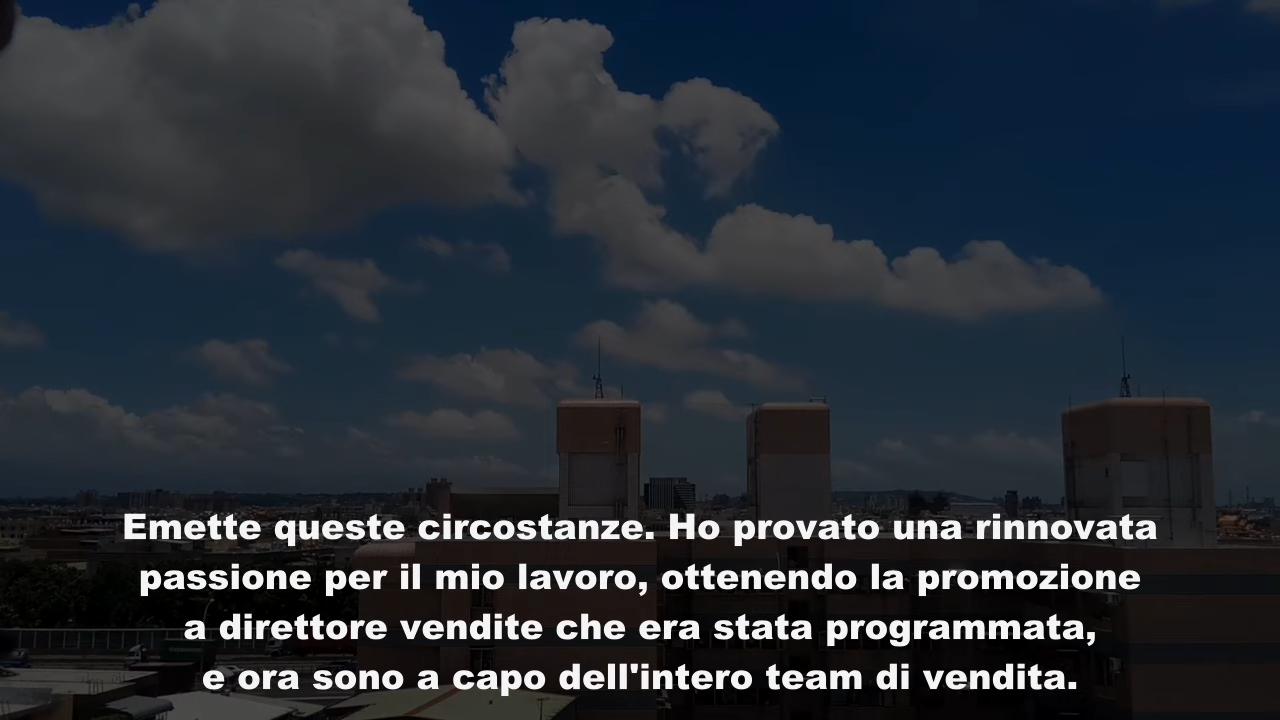 Emette queste circostanze. Ho provato una rinnovata
passione per il mio lavoro, ottenendo la promozione
a direttore vendite che era stata programmata,
e ora sono a capo dell'intero team di vendita.